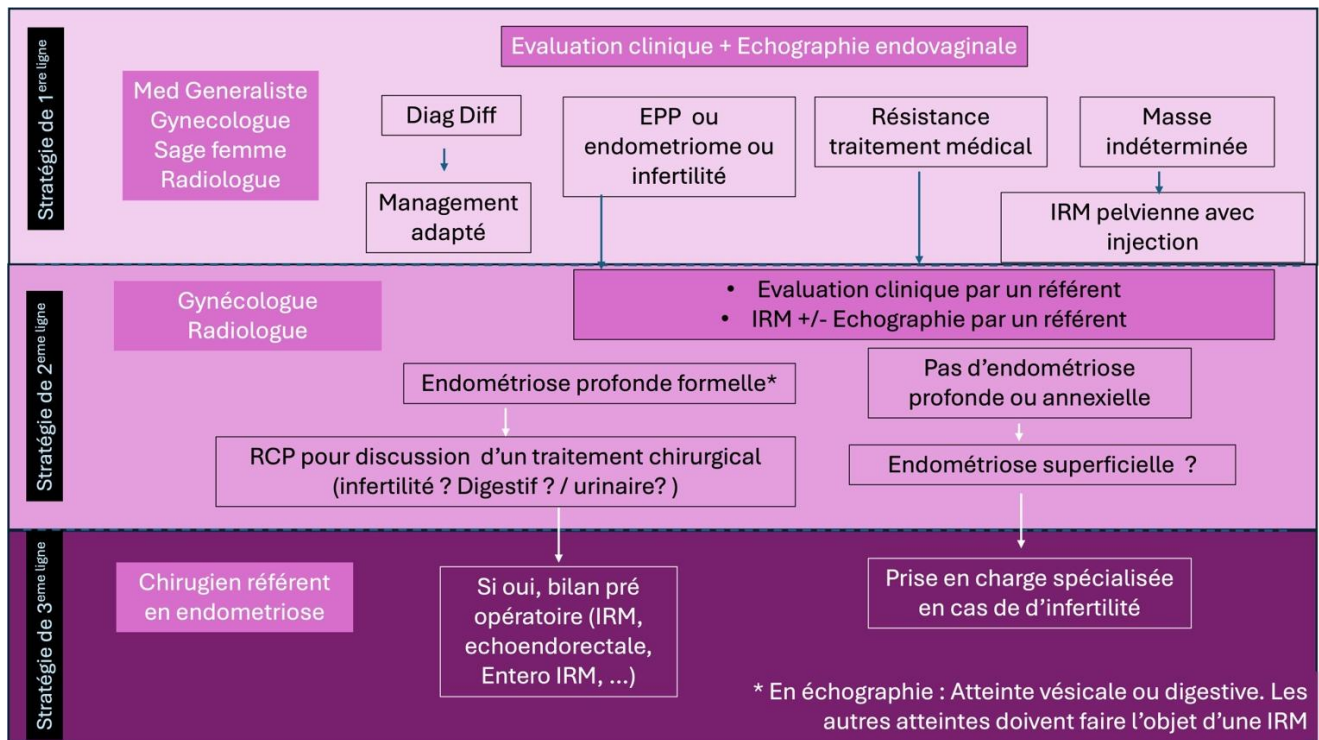 Stratégie de 1ere ligne
Evaluation clinique + Echographie endovaginale
Med Generaliste
Gynecologue
Sage femme
Radiologue
Diag Diff
Management
adapté
EPP ou
endometriome ou
infertilité
Résistance
traitement médical
Masse
indéterminée
IRM pelvienne avec
injection
Stratégie de 2eme ligne
Gynécologue
Radiologue
• Evaluation clinique par un référent
• IRM +/- Echographie par un référent
Endométriose profonde formelle*
RCP pour discussion d’un traitement chirurgical
(infertilité ? Digestif ? / urinaire? )
Pas d’endométriose
profonde ou annexielle
Endométriose superficielle ?
Stratégie de 3eme ligne
Chirugien référent
en endometriose
Si oui, bilan pré
opératoire (IRM,
echoendorectale,
Entero IRM, ...)
Prise en charge spécialisée
en cas de d’infertilité
* En échographie : Atteinte vésicale ou digestive. Les
autres atteintes doivent faire l’objet d’une IRM